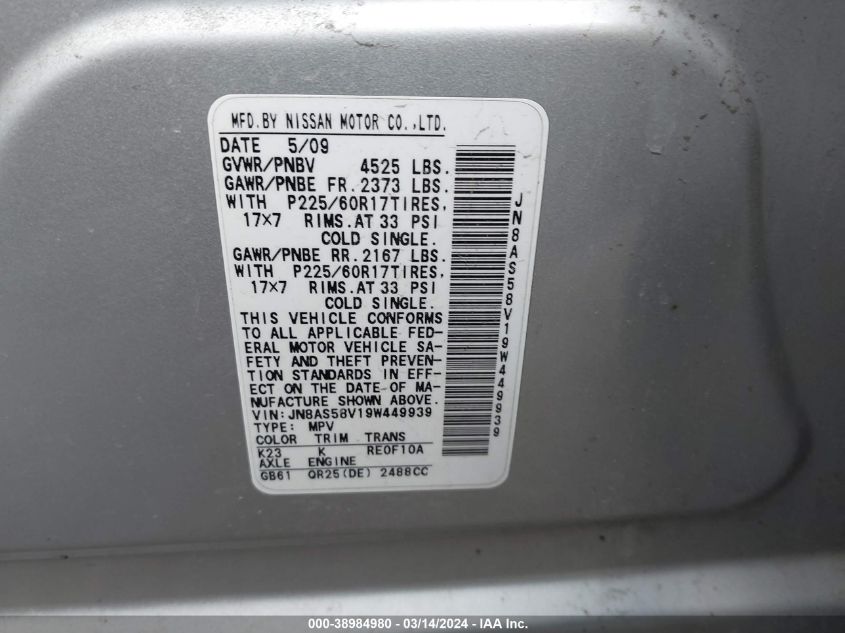 MFD.BY NISSAN MOTOR CO.,LTD.
DATE 5/09
GVWR/PNBV 4525 LBS.
GAWR/PNBE FR. 2373 LBS.
WITH P225/60R17TIRES,
17×7 RIMS.AT 33 PSI
COLD SINGLE.
GAWR/PNBE RR. 2167 LBS.
WITH P225/60R17TIRES,
17×7 RIMS.AT 33 PSI
COLD SINGLE.
THIS VEHICLE CONFORMS
TO ALL APPLICABLE FED-
ERAL MOTOR VEHICLE SA-
FETY AND THEFT PREVEN-
TION STANDARDS IN EFF-
ECT ON THE DATE OF MA-
NUFACTURE SHOWN ABOVE.
VIN:JN8AS58V19W449939
TYPE: MPV
COLOR TRIM TRANS
K23 K RE0F10A
AXLE ENGINE
GB61 QR25(DE) 2488CC
JN8AS58V19W449939
000-38984980 - 03/14/2024 - IAA Inc.